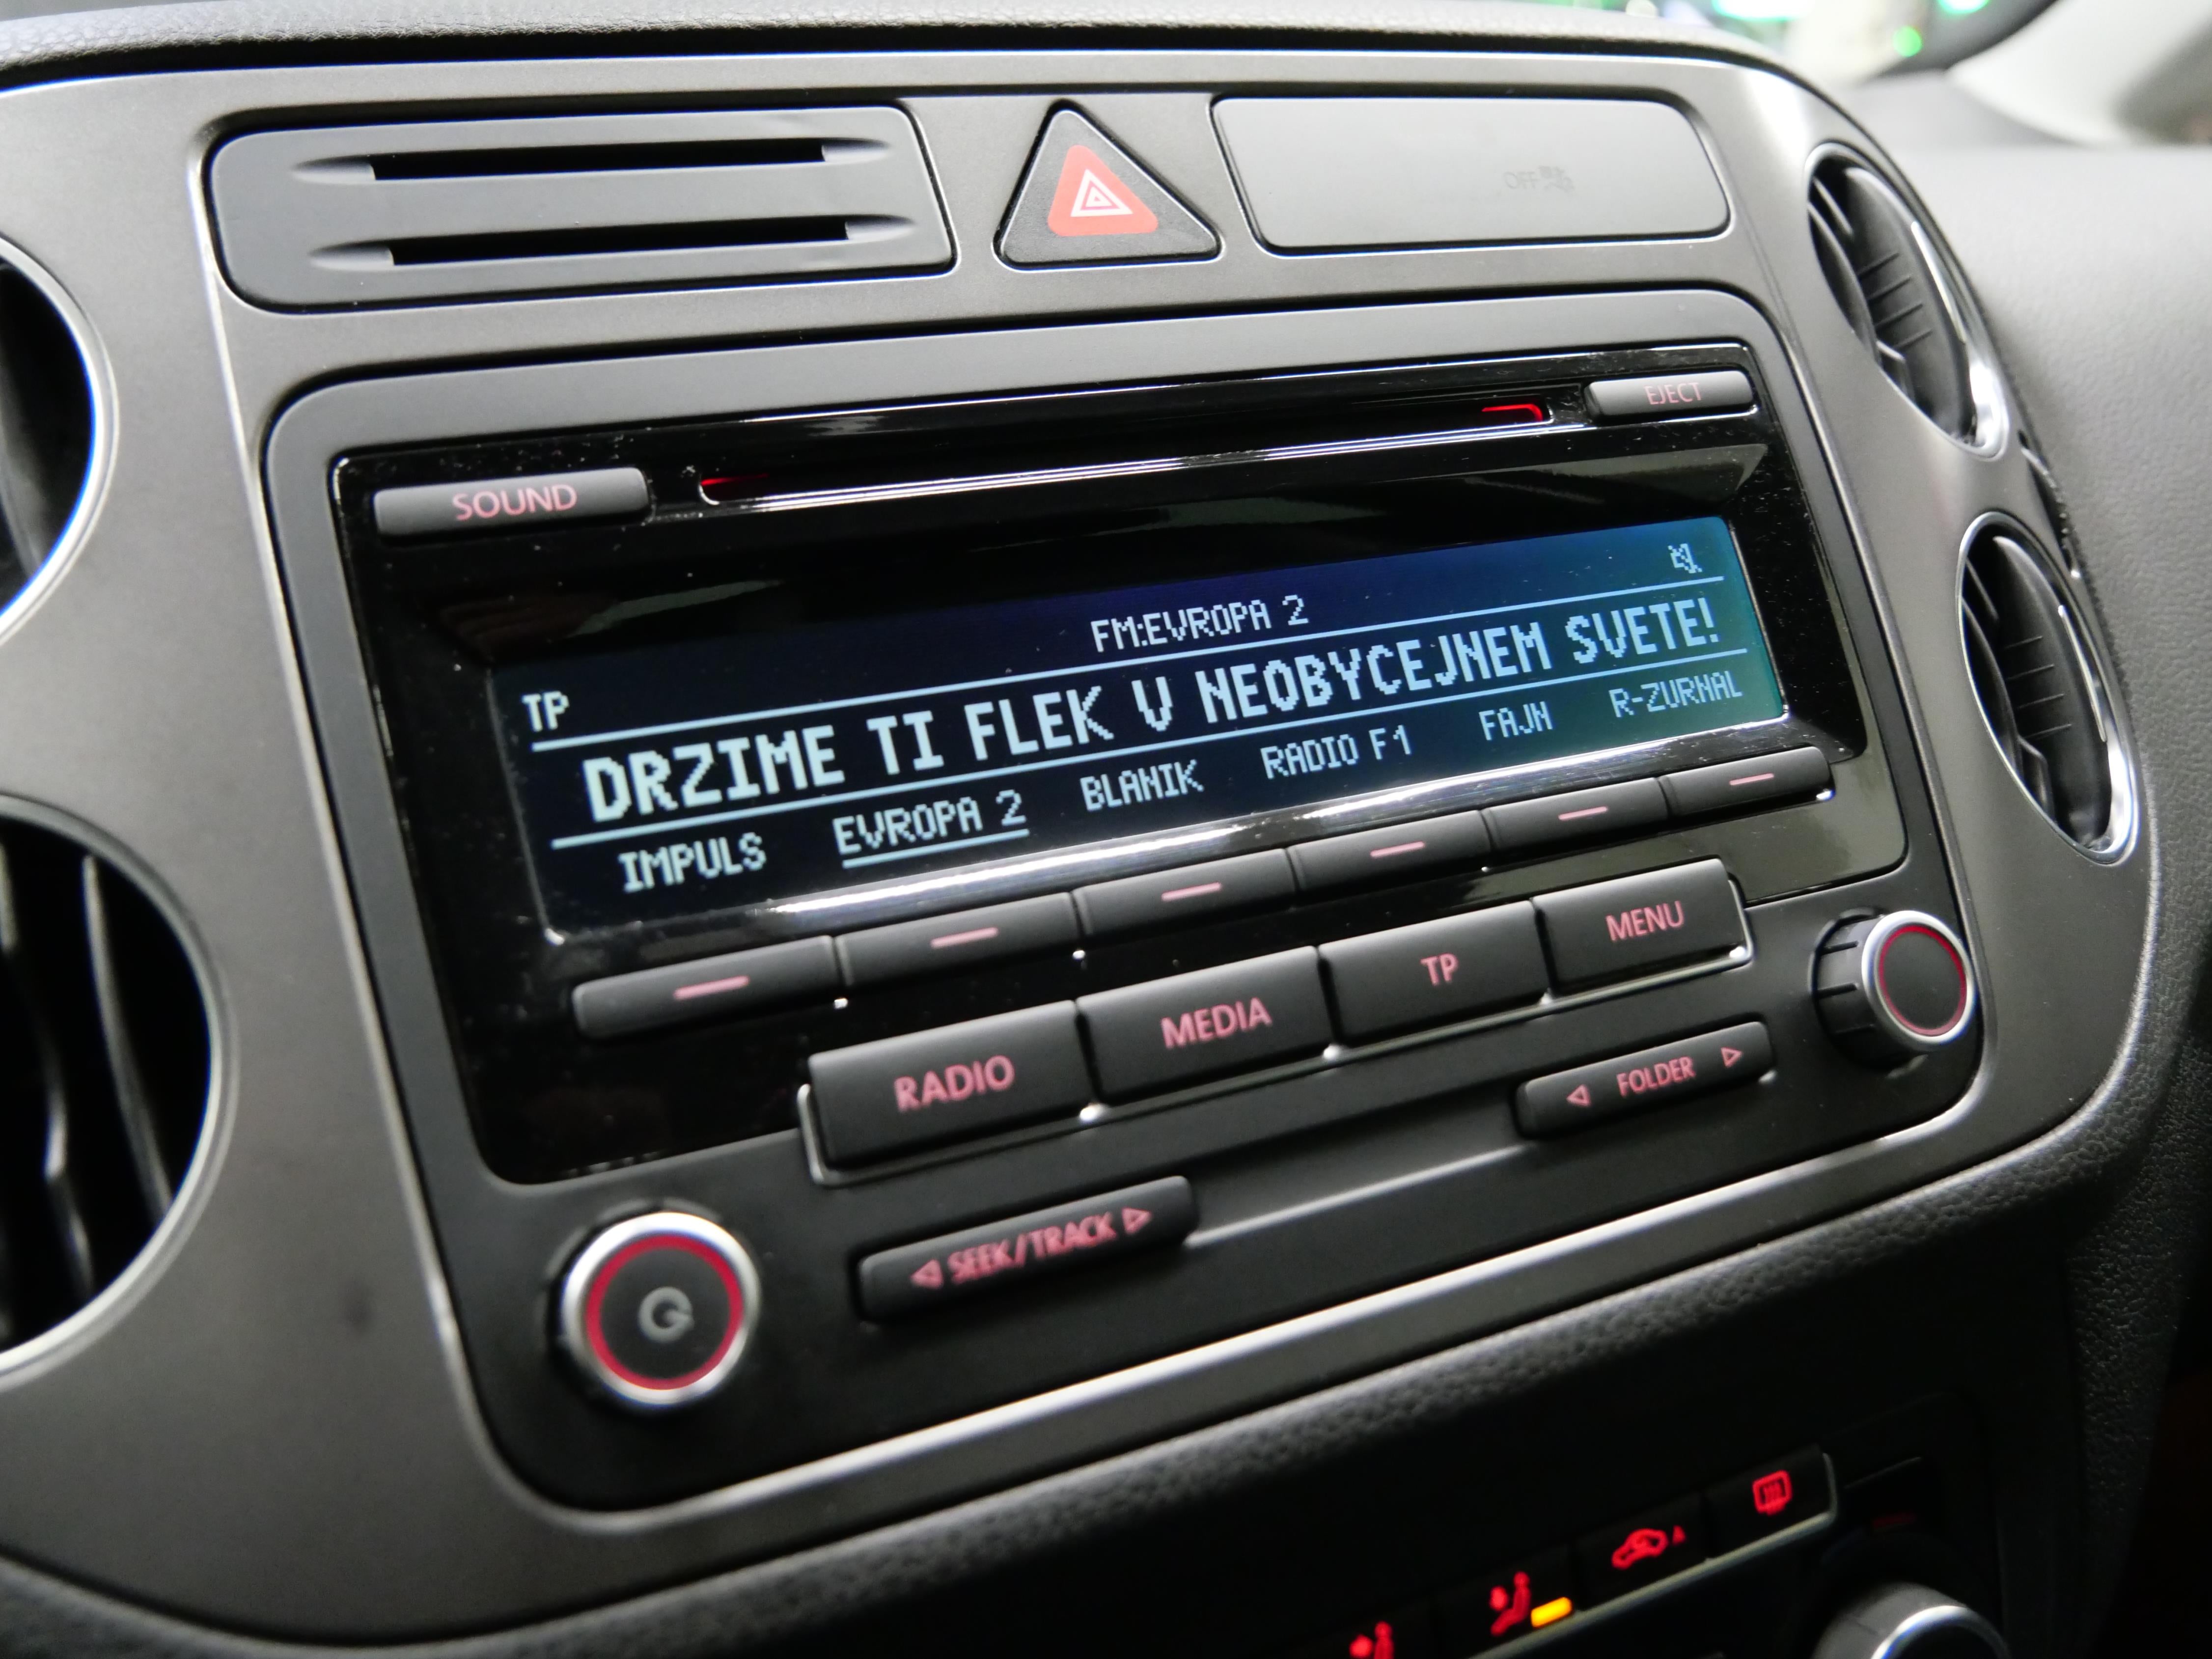 OFF
EJECT
SOUND
FM:EVROPA 2
TP
DRZIME TI FLEK V NEOBYCEJNEM SVETE!
IMPULS EVROPA 2 BLANIK RADIO F1 FAJN R-ZURNAL
RADIO MEDIA TP MENU
FOLDER
SEEK/TRACK
A